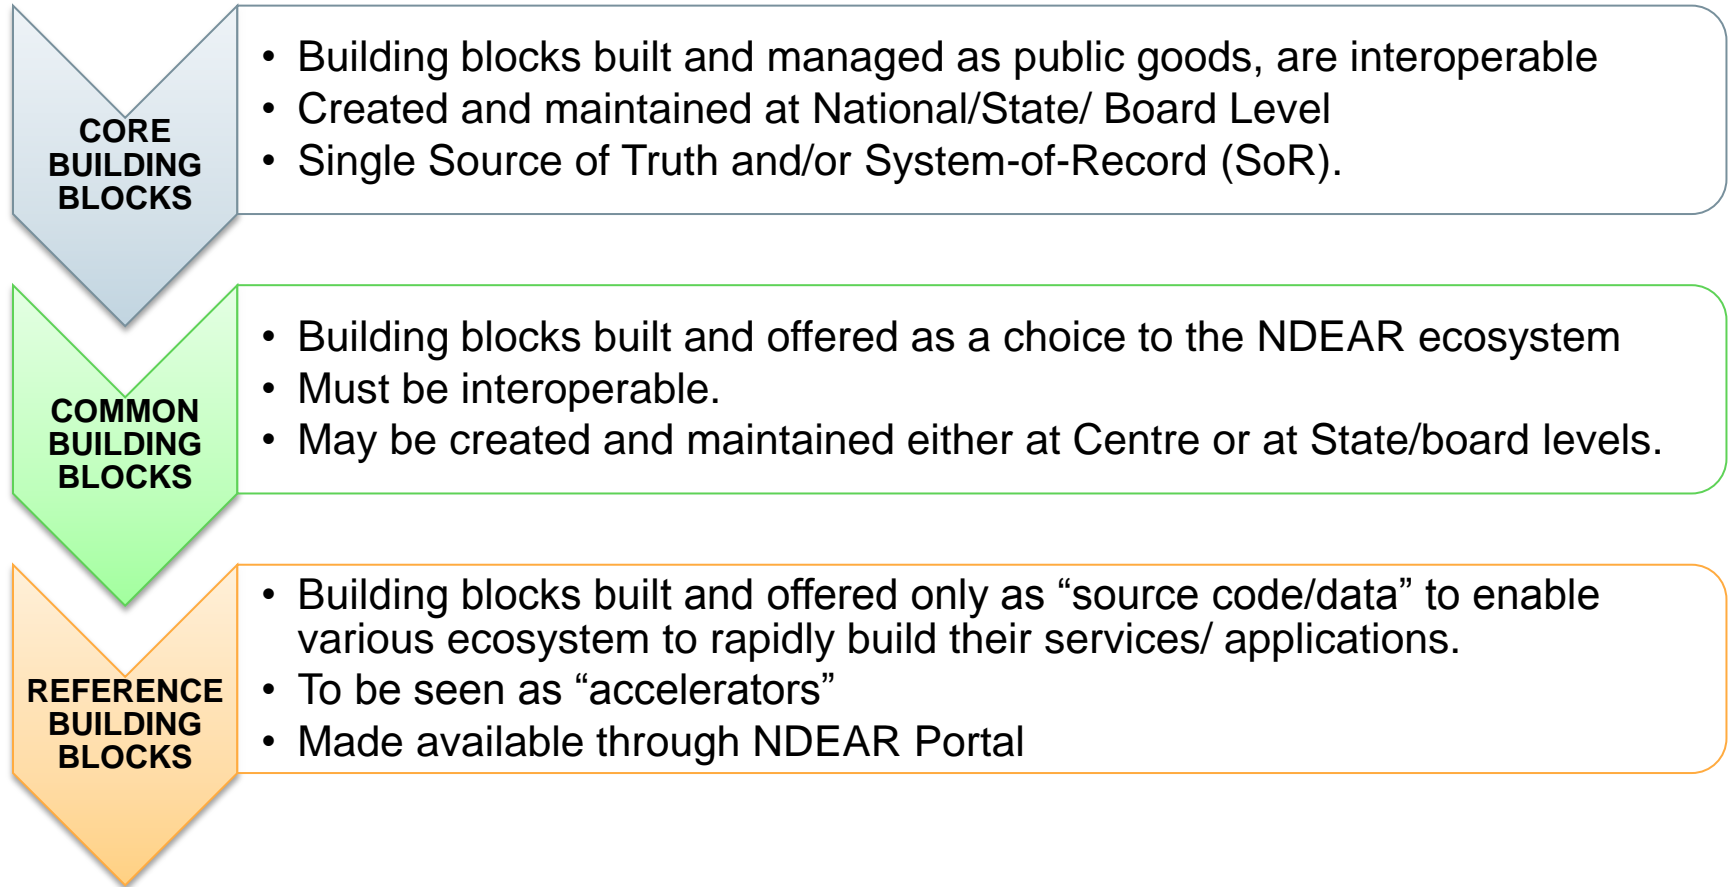 CORE
BUILDING
BLOCKS
• Building blocks built and managed as public goods, are interoperable
• Created and maintained at National/State/ Board Level
• Single Source of Truth and/or System-of-Record (SoR).
COMMON
BUILDING
BLOCKS
• Building blocks built and offered as a choice to the NDEAR ecosystem
• Must be interoperable.
• May be created and maintained either at Centre or at State/board levels.
REFERENCE
BUILDING
BLOCKS
• Building blocks built and offered only as “source code/data” to enable
various ecosystem to rapidly build their services/ applications.
• To be seen as “accelerators”
• Made available through NDEAR Portal